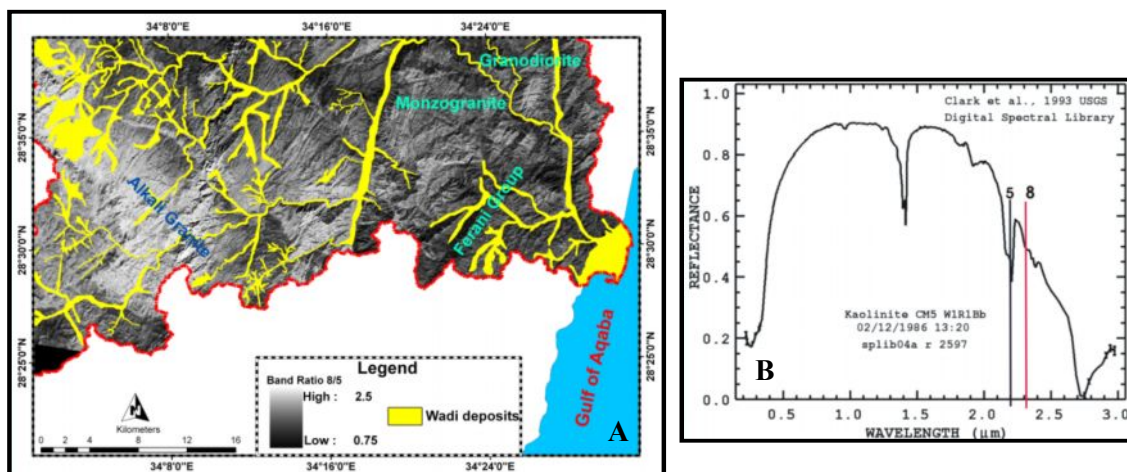 34°8'0"E 34°16'0"E 34°24'0"E
28°35'0"N
28°30'0"N
28°25'0"N
Granodiorite
Monzogranite
Alkali Granite
Ferani Group
Gulf of Aqaba
28°35'0"N
28°30'0"N
28°25'0"N
Legend
Band Ratio 8/5
High : 2.5
Low : 0.75
Wadi deposits
N
Kilometers
0 2 4 8 12 16
A
34°8'0"E 34°16'0"E 34°24'0"E
1.0
0.8
0.6
0.4
0.2
0.0
REFLECTANCE
Clark et al., 1993 USGS
Digital Spectral Library
5 8
Kaolinite CM5 W1R1Bb
02/12/1986 13:20
splib04a r 2597
B
0.5 1.0 1.5 2.0 2.5 3.0
WAVELENGTH (μm)